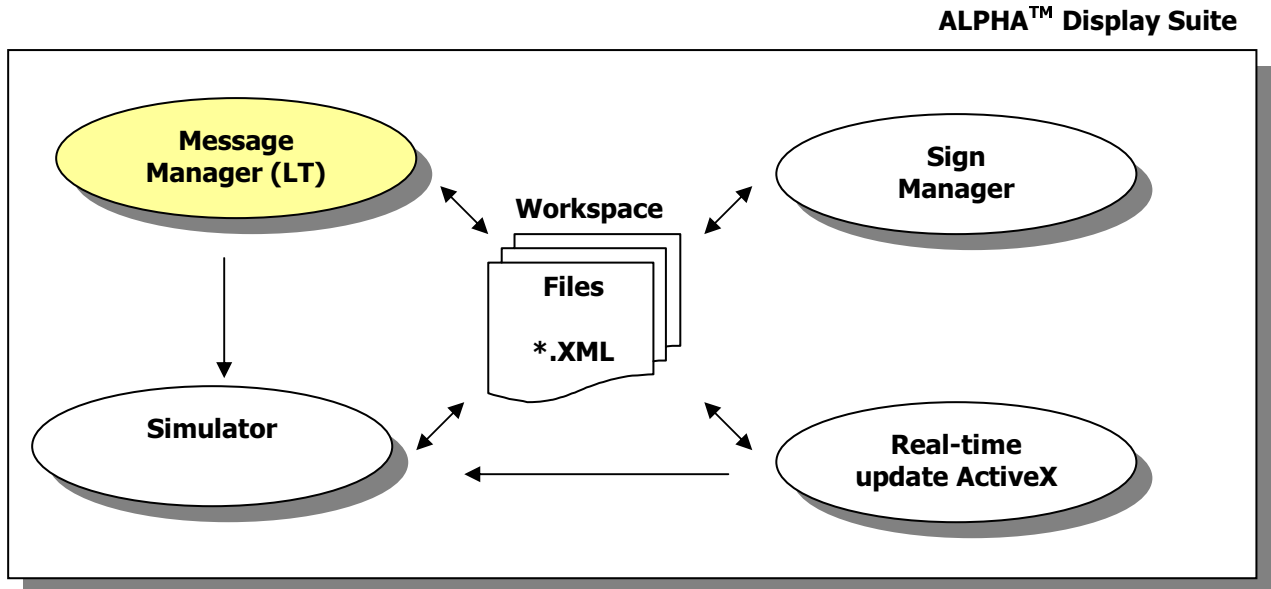 ALPHA™ Display Suite
Message
Manager (LT)
Sign
Manager
Workspace
Files
*.XML
Simulator
Real-time
update ActiveX